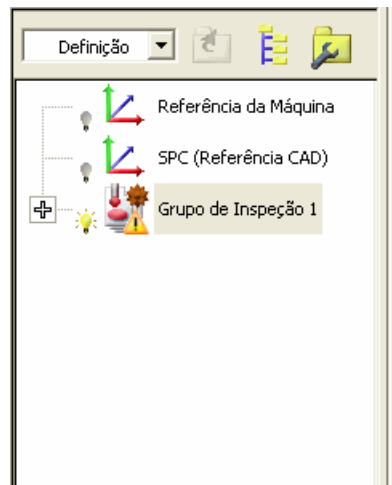 Definição
Referência da Máquina
SPC (Referência CAD)
Grupo de Inspeção 1